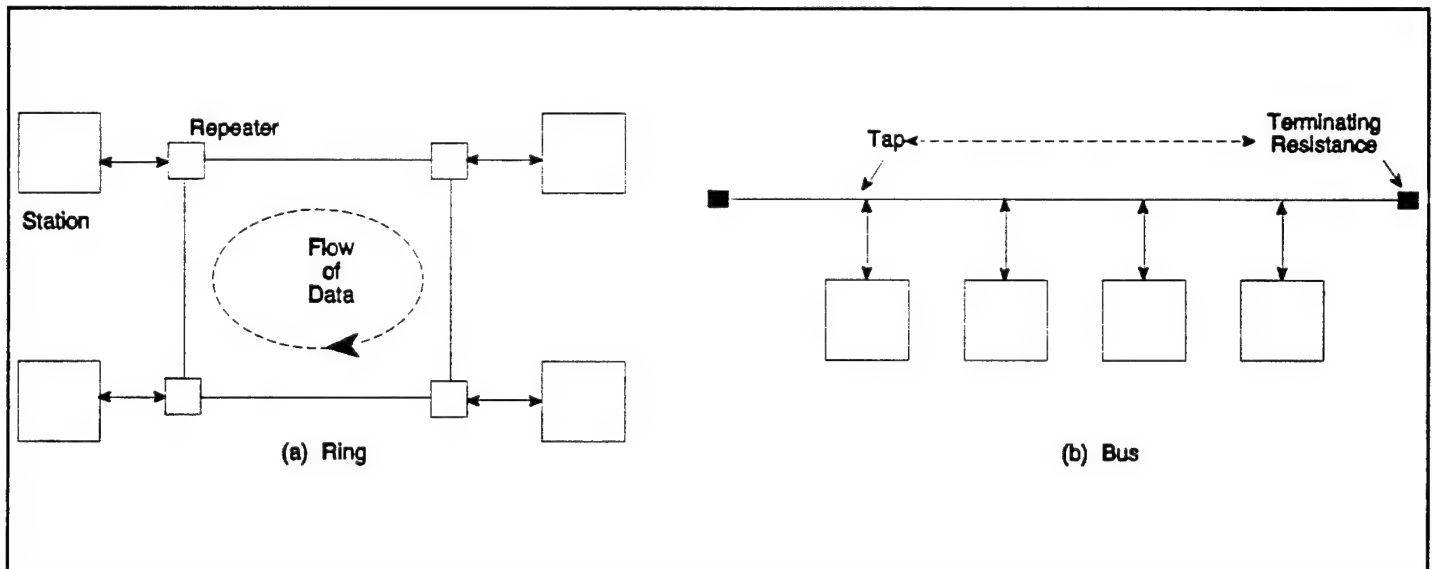 Repeater
Station
Flow
of
Data
(a) Ring
Tap
Terminating
Resistance
(b) Bus